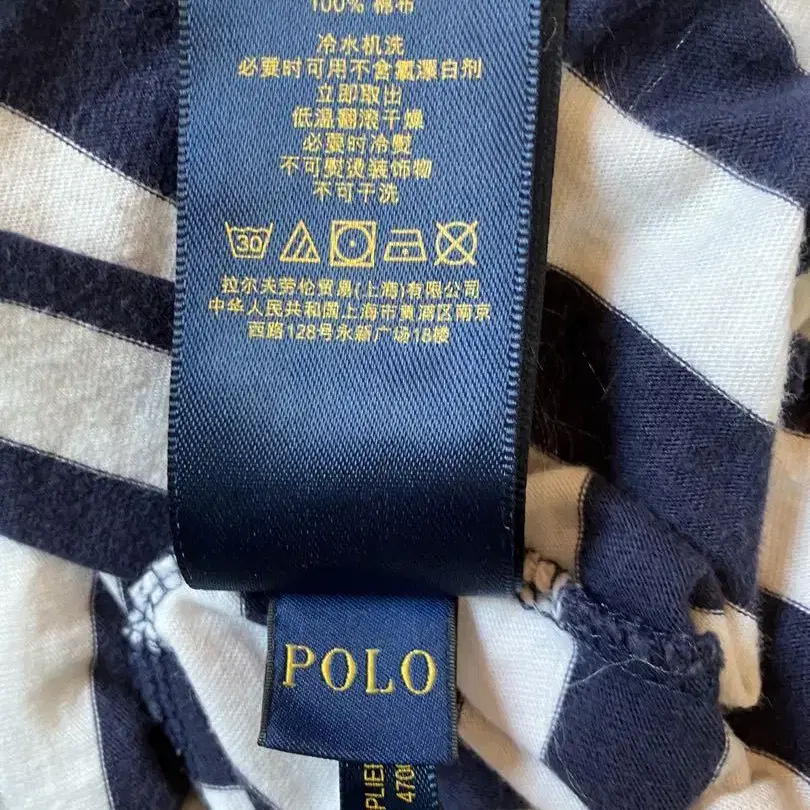 100% 棉布
冷水机洗
必要时可用不含氯漂白剂
立即取出
低温翻滚干燥
必要时冷熨
不可熨烫装饰物
不可干洗
30
拉尔夫劳伦贸易(上海)有限公司
中华人民共和国上海市黄浦区南京
西路128号永新广场18楼
POLO
PLIE
470